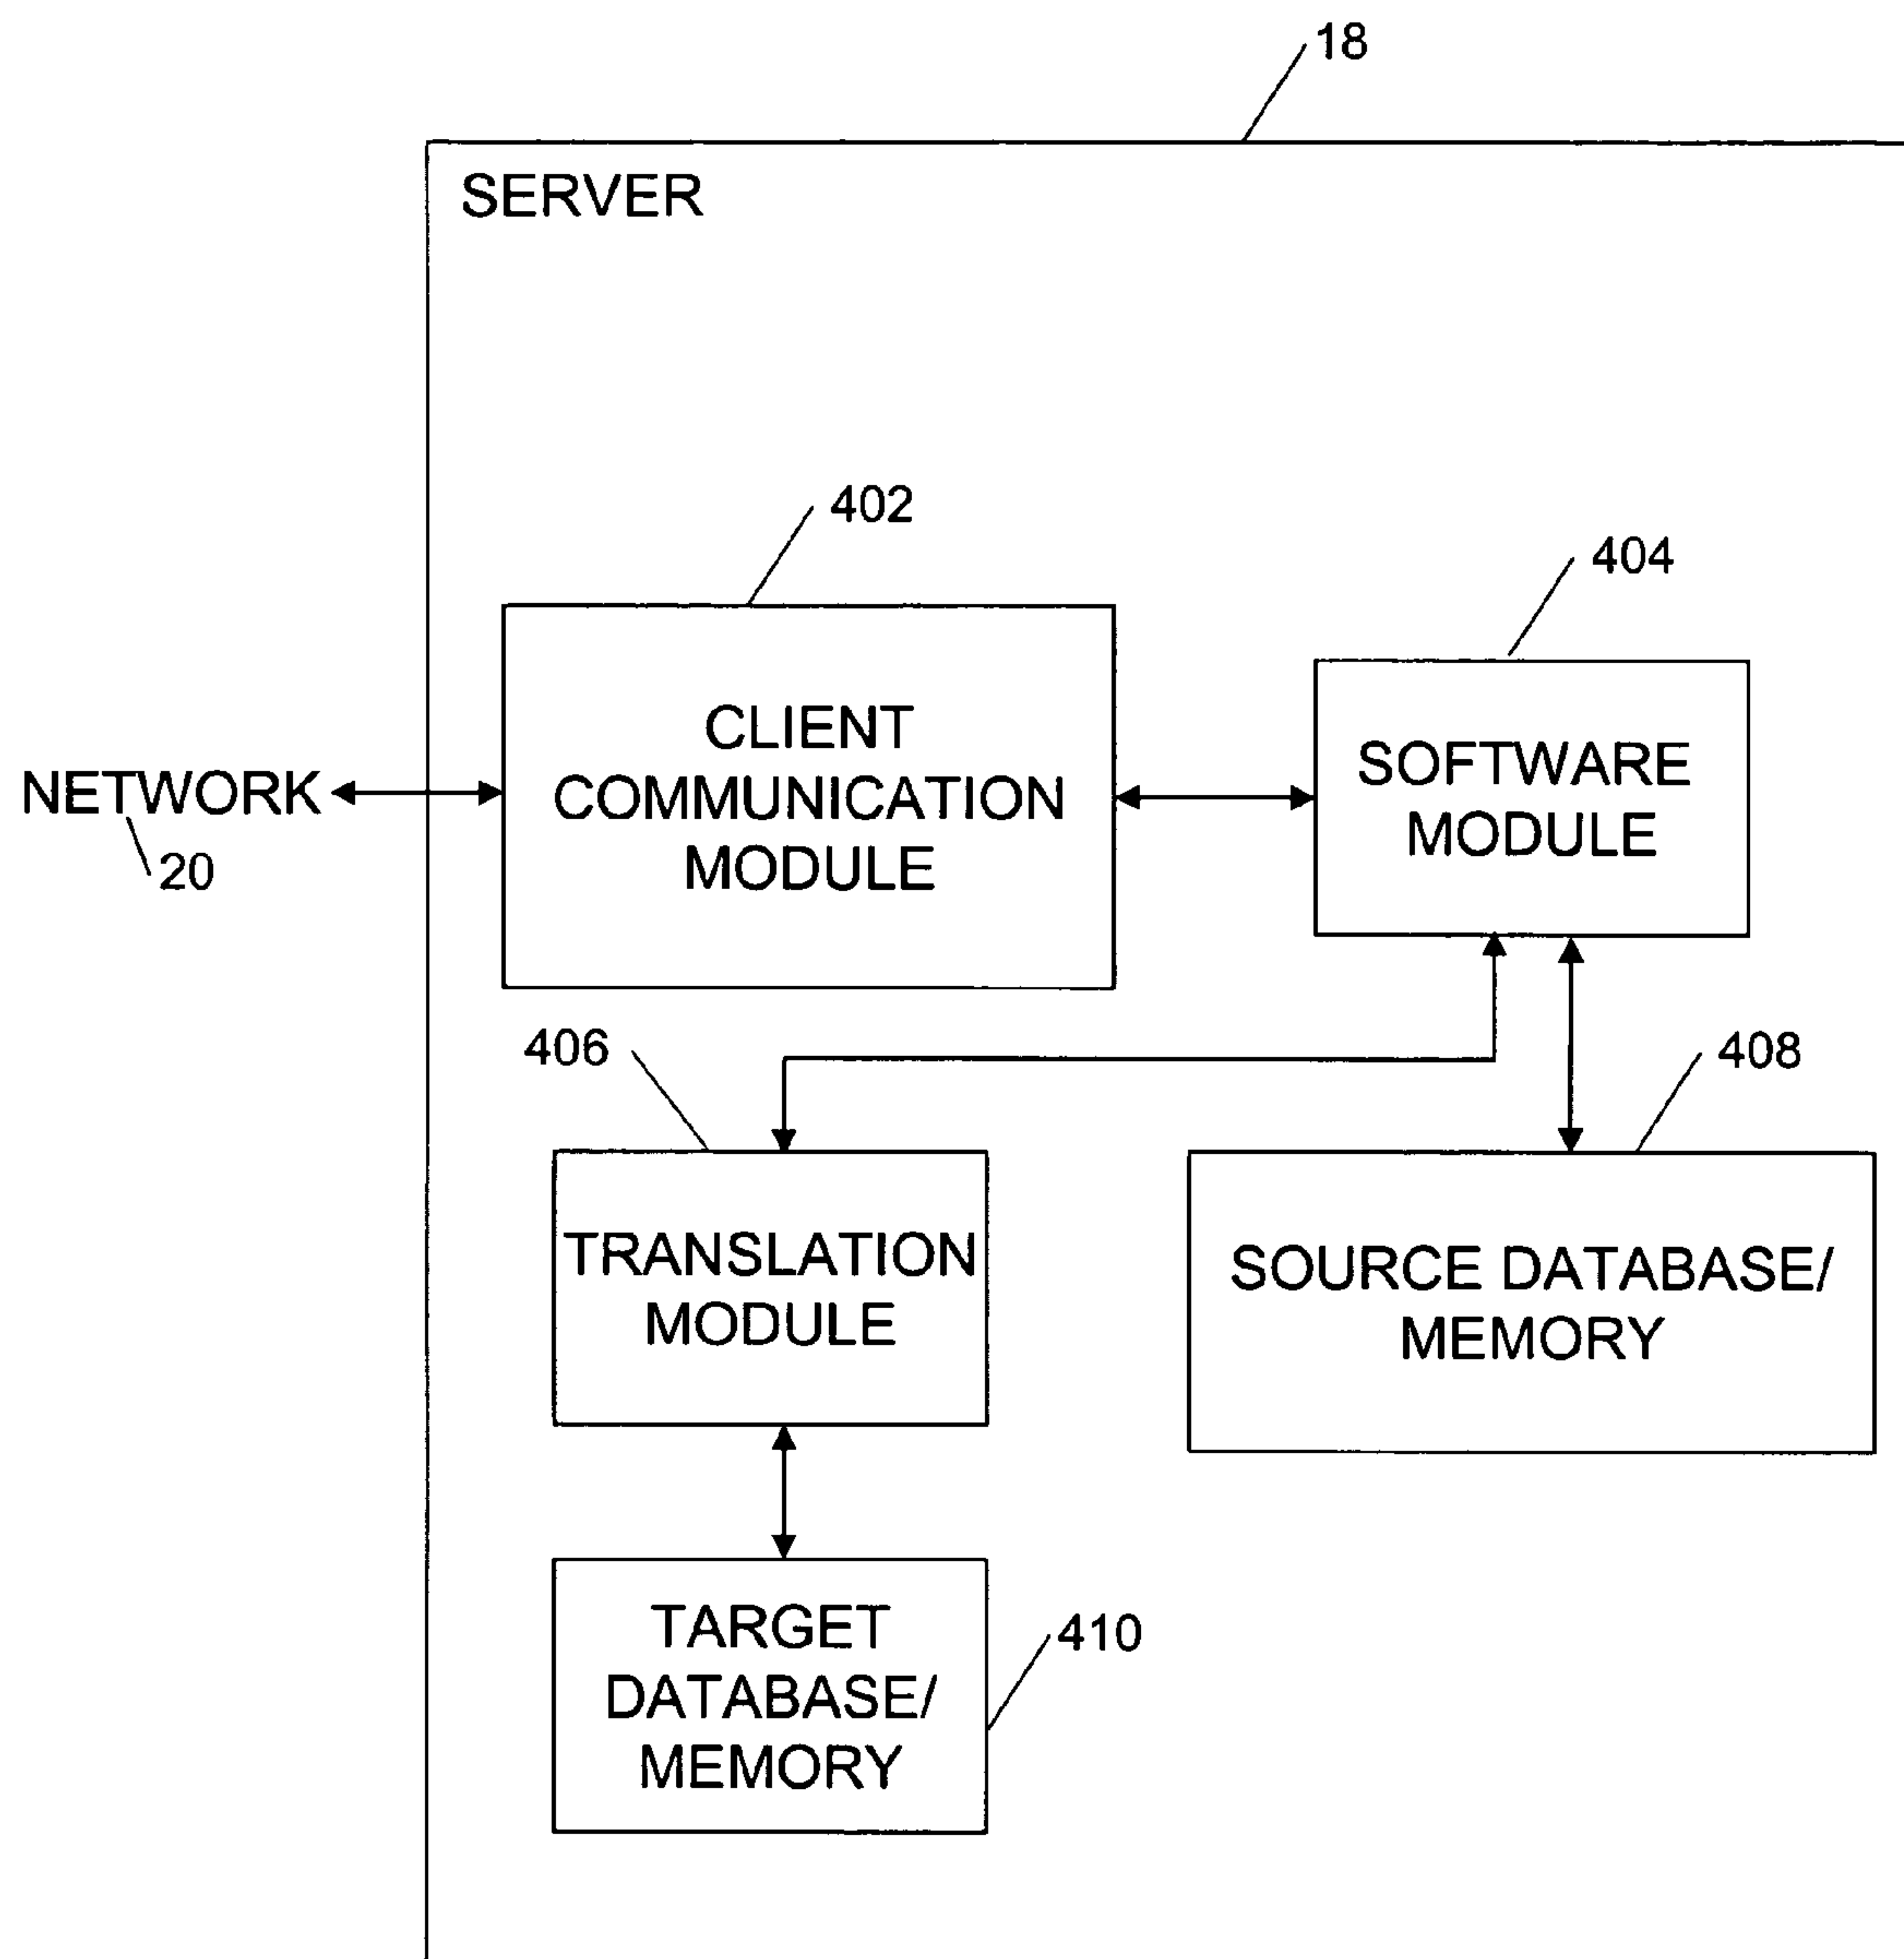 18
SERVER
402
404
CLIENT
COMMUNICATION
MODULE
SOFTWARE
MODULE
NETWORK
20
406
408
TRANSLATION
MODULE
SOURCE DATABASE/
MEMORY
TARGET
DATABASE/
MEMORY
410